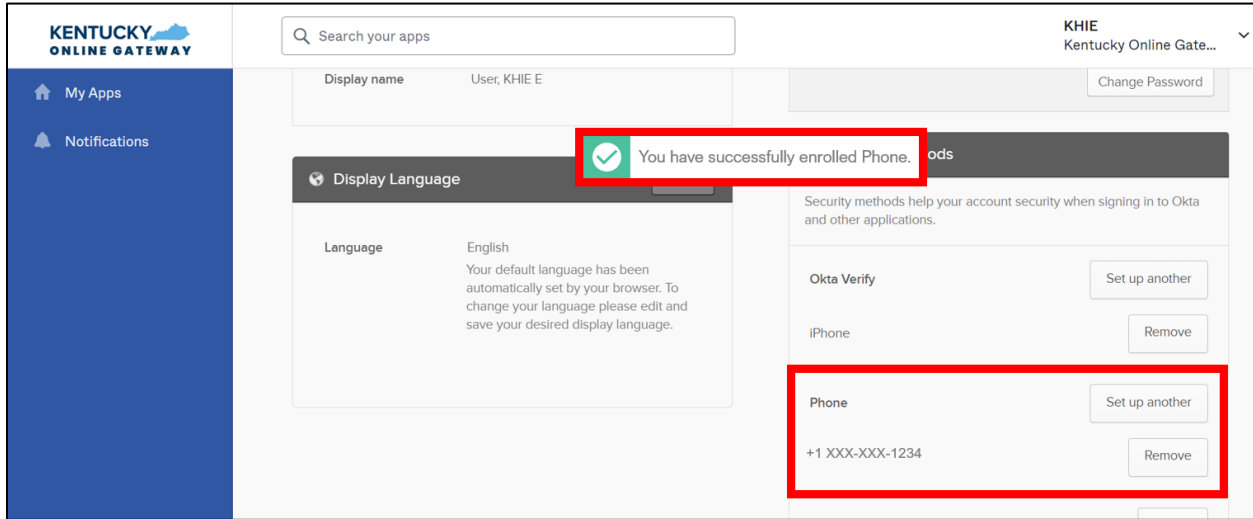 KENTUCKY
ONLINE GATEWAY
Search your apps
KHIE
Kentucky Online Gate...
My Apps
Notifications
Display name
User, KHIE E
Change Password
You have successfully enrolled Phone.
ods
Display Language
Language
English
Your default language has been
automatically set by your browser. To
change your language please edit and
save your desired display language.
Security methods help your account security when signing in to Okta
and other applications.
Okta Verify
Set up another
iPhone
Remove
Phone
Set up another
+1 XXX-XXX-1234
Remove